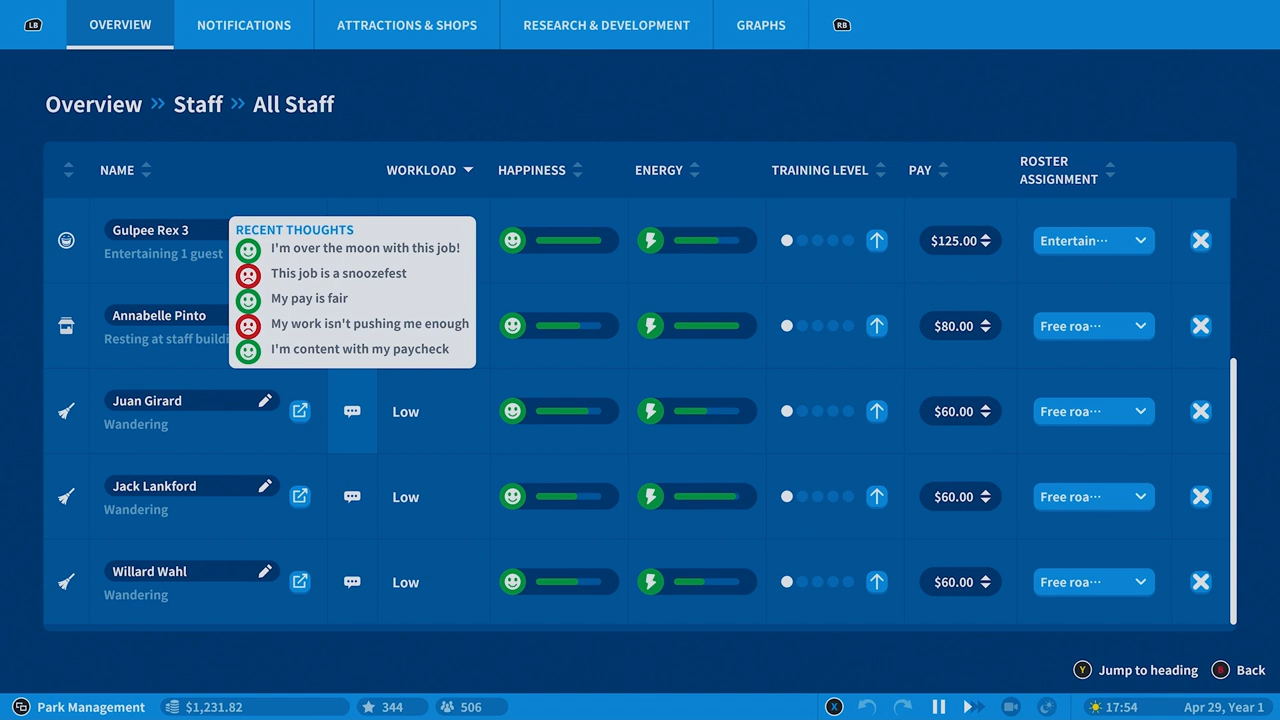 LB
OVERVIEW
NOTIFICATIONS
ATTRACTIONS & SHOPS
RESEARCH & DEVELOPMENT
GRAPHS
RB
Overview » Staff » All Staff
NAME
WORKLOAD
HAPPINESS
ENERGY
TRAINING LEVEL
PAY
ROSTER
ASSIGNMENT
Gulpee Rex 3
Entertaining 1 guest
$125.00
Entertain···
RECENT THOUGHTS
I'm over the moon with this job!
This job is a snoozefest
My pay is fair
My work isn't pushing me enough
I'm content with my paycheck
Annabelle Pinto
Resting at staff buildi
$80.00
Free roa···
Juan Girard
Wandering
Low
$60.00
Free roa···
Jack Lankford
Wandering
Low
$60.00
Free roa···
Willard Wahl
Wandering
Low
$60.00
Free roa···
Y Jump to heading
B Back
Park Management
$1,231.82
344
506
X
17:54
Apr 29, Year 1